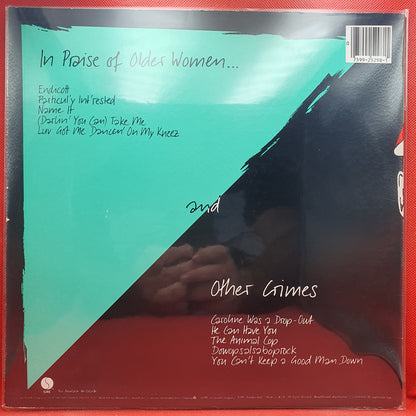 In Praise of Older Women...
Endicott
Particul'y Int'rested
Name It
(Darlin' You Can) Take Me
Luv Got Me Dancin' On My Kneez
and
Other Crimes
Caroline Was a Drop-Out
He Can Have You
The Animal Cop
Dowopsalsaboprock
You Can't Keep a Good Man Down